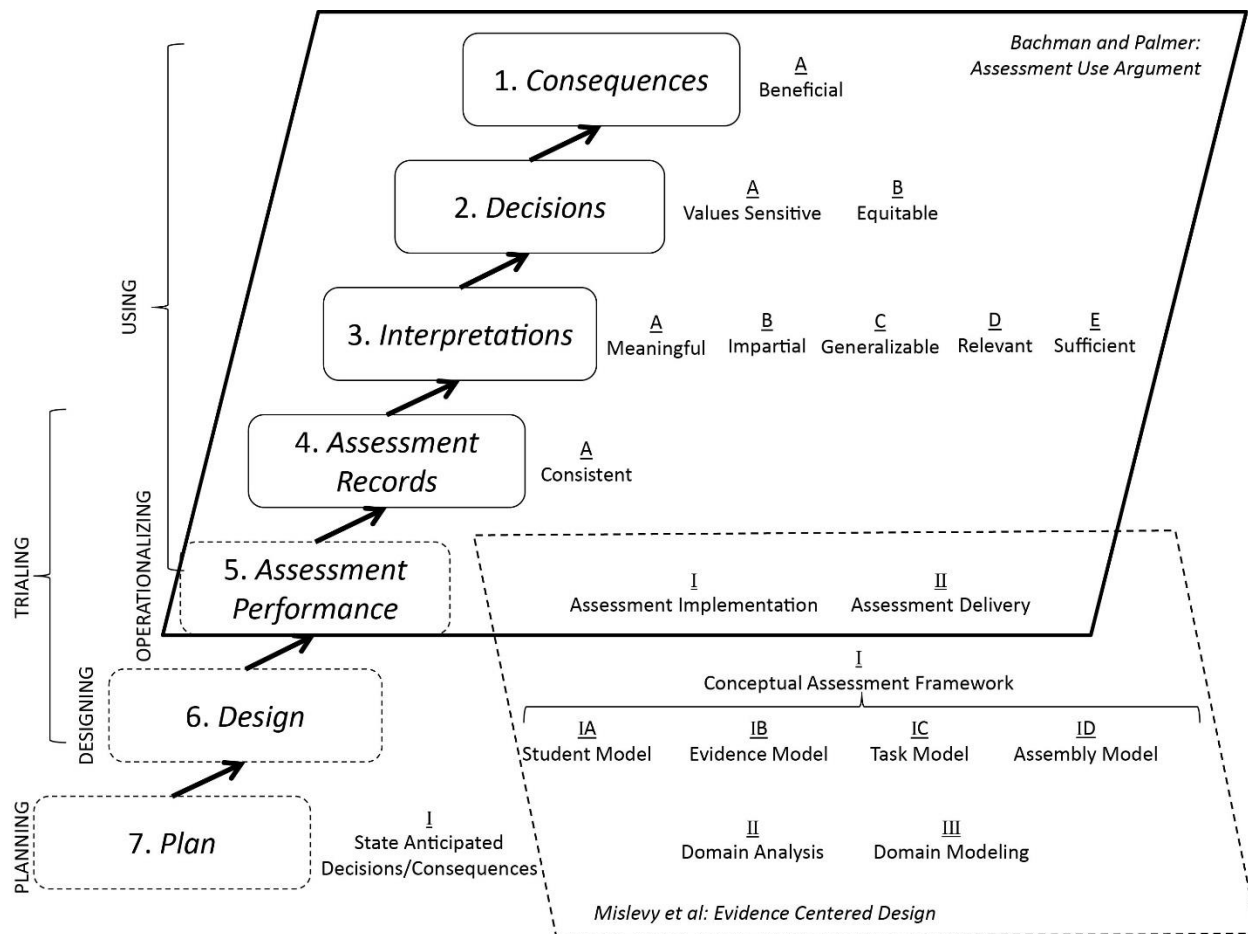 Bachman and Palmer:
Assessment Use Argument
1. Consequences
A
Beneficial
2. Decisions
A
Values Sensitive
B
Equitable
USING
3. Interpretations
A
Meaningful
B
Impartial
C
Generalizable
D
Relevant
E
Sufficient
4. Assessment
Records
A
Consistent
TRIALING
OPERATIONALIZING
5. Assessment
Performance
I
Assessment Implementation
II
Assessment Delivery
DESIGNING
6. Design
I
Conceptual Assessment Framework
IA
Student Model
IB
Evidence Model
IC
Task Model
ID
Assembly Model
PLANNING
7. Plan
I
State Anticipated
Decisions/Consequences
II
Domain Analysis
III
Domain Modeling
Mislevy et al: Evidence Centered Design